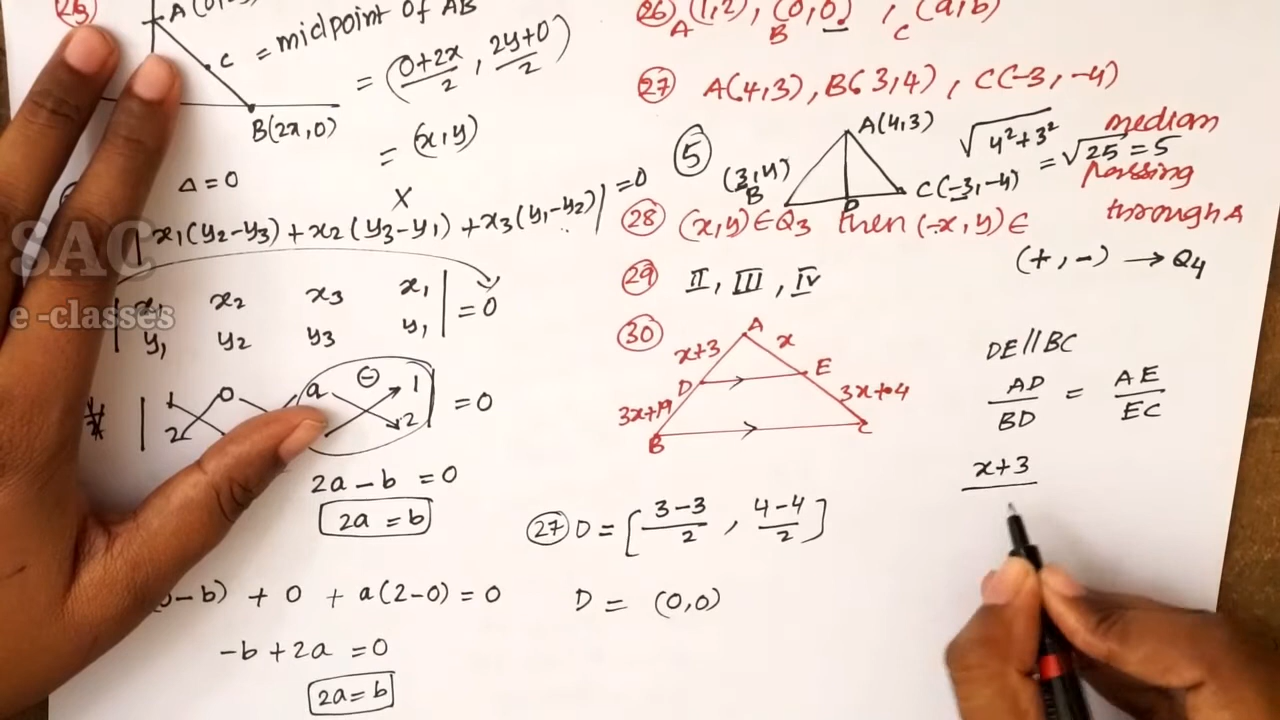 25
A(0,
C = midpoint of AB
= (0+2x/2, 2y+0/2)
B(2x, 0)
= (x, y)
Δ = 0
x
| x₁(y₂-y₃) + x₂(y₃-y₁) + x₃(y₁-y₂) | = 0
SAC
e-classes
| x₁ x₂ x₃ x₁ | = 0
y₁ y₂ y₃ y₁
| 1 0 a ⊖ 1 | = 0
2 2
2a - b = 0
2a = b
-b) + 0 + a(2-0) = 0
-b + 2a = 0
2a = b
26 (1,2), (0,0), (a,b)
A B C
27 A(4,3), B(3,4), C(-3,-4)
5
A(4,3)
(3,4)
B
D
C(-3,-4)
√4²+3²
= √25 = 5
median
passing
through A
28 (x,y)∈Q₃ then (-x,y)∈
(+,-) → Q₄
29 II, III, IV
30
A
x+3 x
D E
3x+19 3x+4
B C
DE//BC
AD/BD = AE/EC
x+3
27 D = [3-3/2, 4-4/2]
D = (0,0)